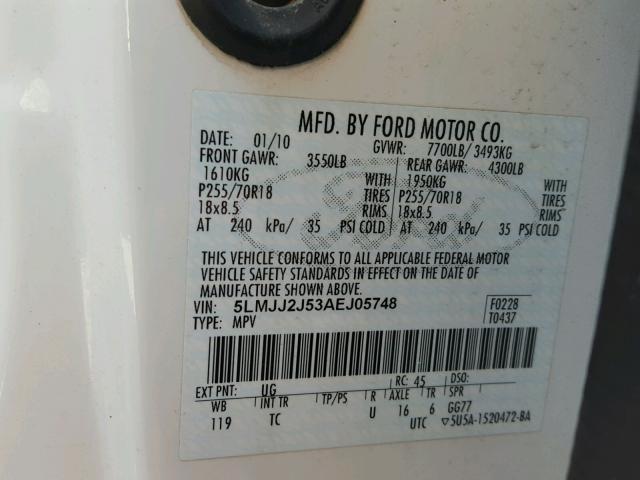 MFD. BY FORD MOTOR CO.
DATE: 01/10 GVWR: 7700LB/ 3493KG
FRONT GAWR: 3550LB REAR GAWR: 4300LB
1610KG WITH 1950KG WITH
P255/70R18 TIRES P255/70R18 TIRES
18x8.5 RIMS 18x8.5 RIMS
AT 240 kPa/ 35 PSI COLD AT 240 kPa/ 35 PSI COLD
Ford
THIS VEHICLE CONFORMS TO ALL APPLICABLE FEDERAL MOTOR
VEHICLE SAFETY STANDARDS IN EFFECT ON THE DATE OF
MANUFACTURE SHOWN ABOVE.
VIN: 5LMJJ2J53AEJ05748 F0228
TYPE: MPV T0437
EXT PNT: UG RC: 45 DSO:
WB INT TR TP/PS R AXLE TR SPR
119 TC U 16 6 GG77
UTC ▽5U5A-1520472-BA